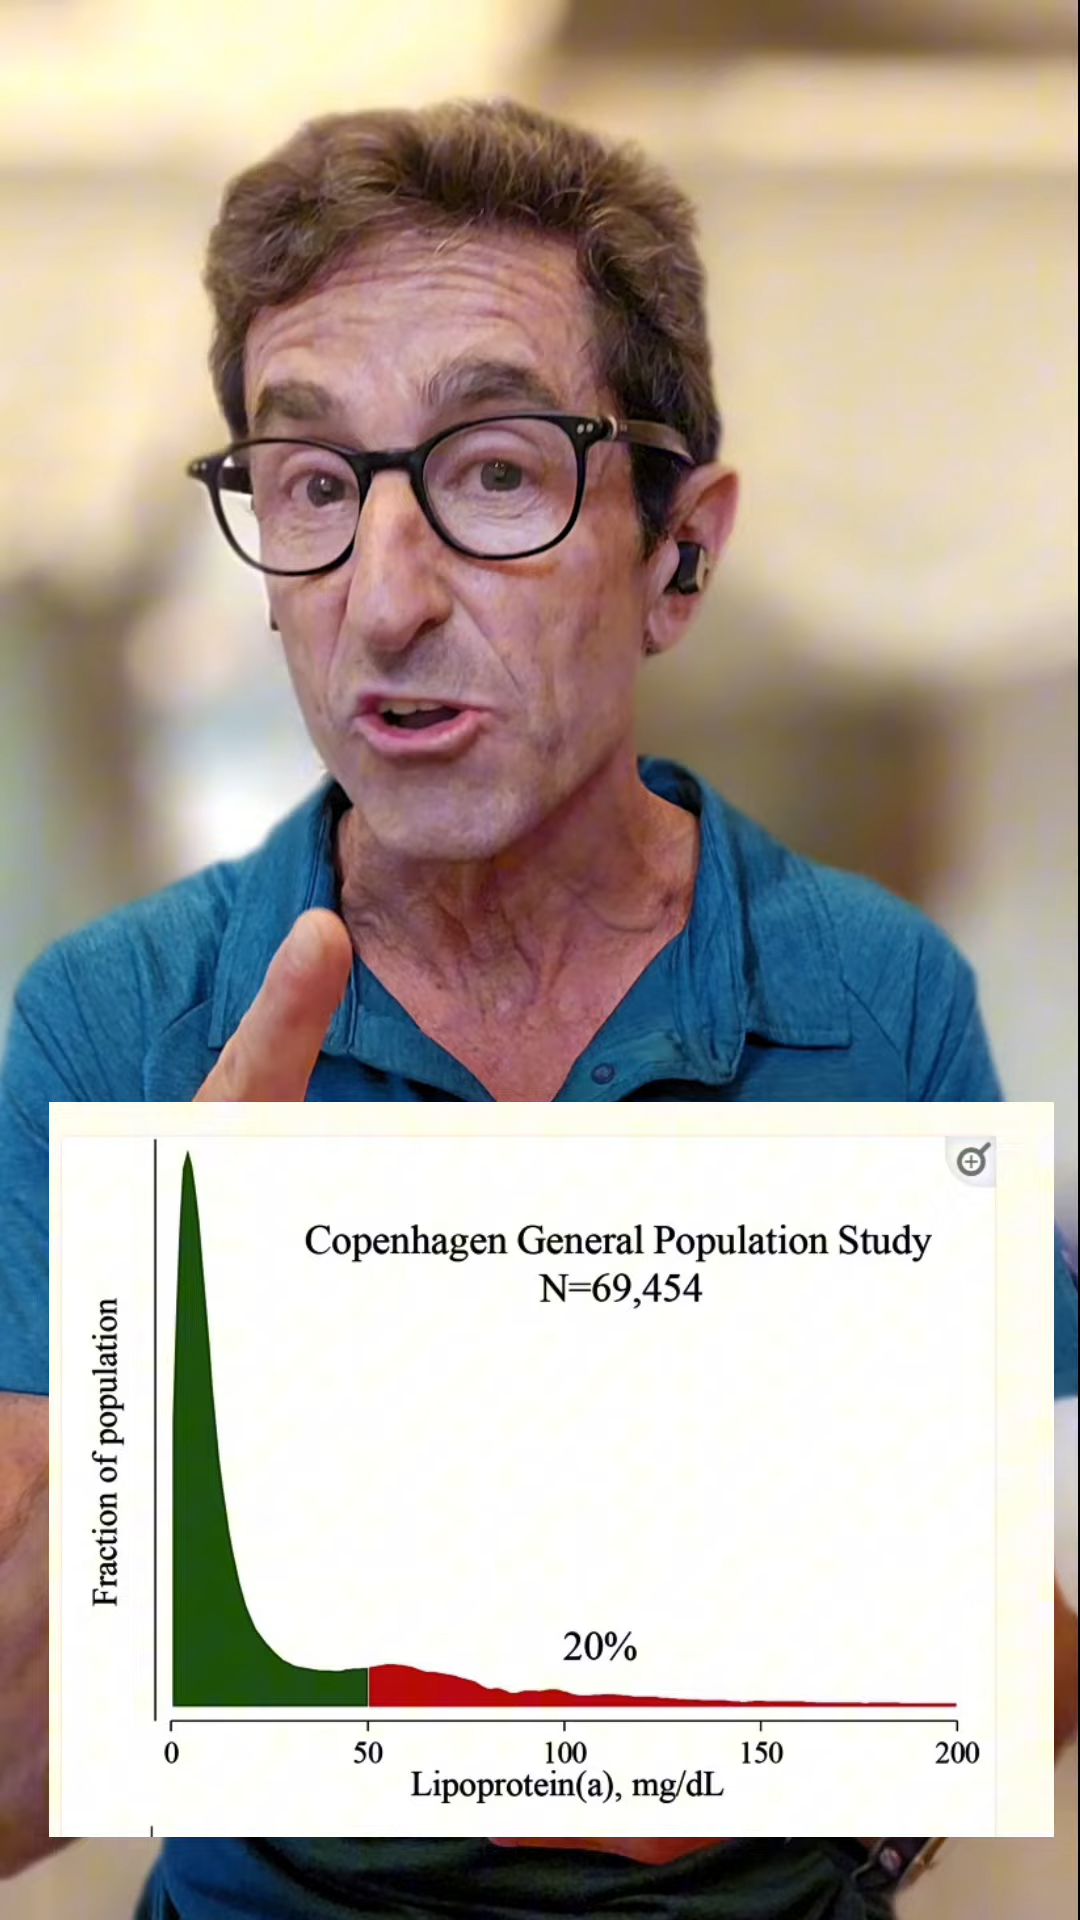 Copenhagen General Population Study
N=69,454
Fraction of population
20%
0 50 100 150 200
Lipoprotein(a), mg/dL